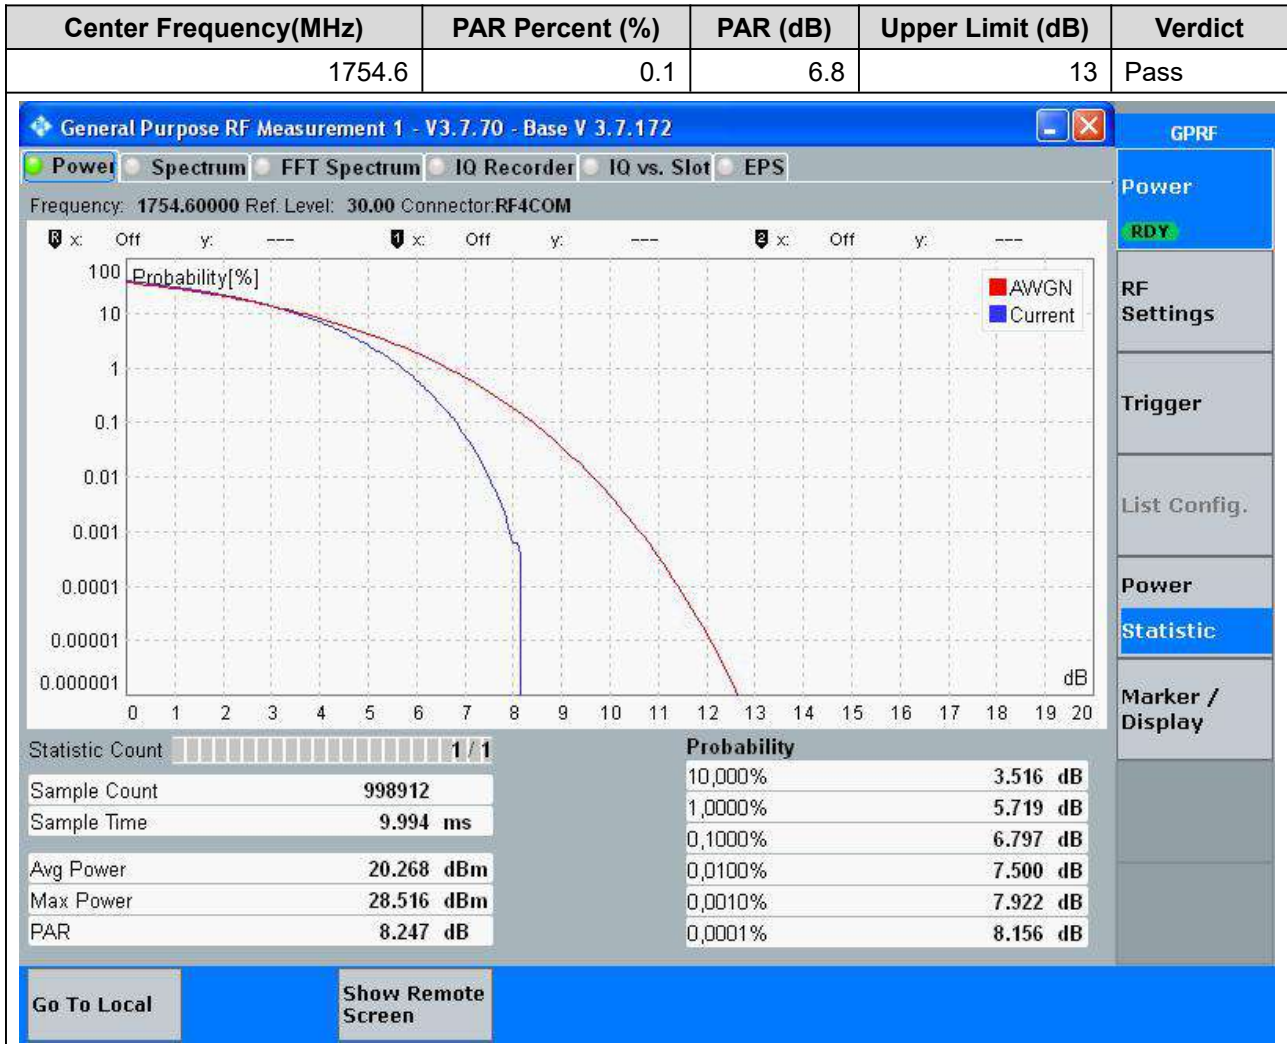 Center Frequency(MHz) PAR Percent (%) PAR (dB) Upper Limit (dB) Verdict
1754.6 0.1 6.8 13 Pass
General Purpose RF Measurement 1 - V3.7.70 - Base V 3.7.172
GPRF
Power Spectrum FFT Spectrum IQ Recorder IQ vs. Slot EPS
Power
RDY
Frequency: 1754.60000 Ref. Level: 30.00 Connector:RF4COM
R x: Off y: --- 1 x: Off y: --- 2 x: Off y: ---
Probability[%]
AWGN
Current
100
10
1
0.1
0.01
0.001
0.0001
0.00001
0.000001
dB
0 1 2 3 4 5 6 7 8 9 10 11 12 13 14 15 16 17 18 19 20
RF
Settings
Trigger
List Config.
Power
Statistic
Marker /
Display
Statistic Count 1 / 1
Sample Count 998912
Sample Time 9.994 ms
Avg Power 20.268 dBm
Max Power 28.516 dBm
PAR 8.247 dB
Probability
10,000% 3.516 dB
1,0000% 5.719 dB
0,1000% 6.797 dB
0,0100% 7.500 dB
0,0010% 7.922 dB
0,0001% 8.156 dB
Go To Local
Show Remote
Screen